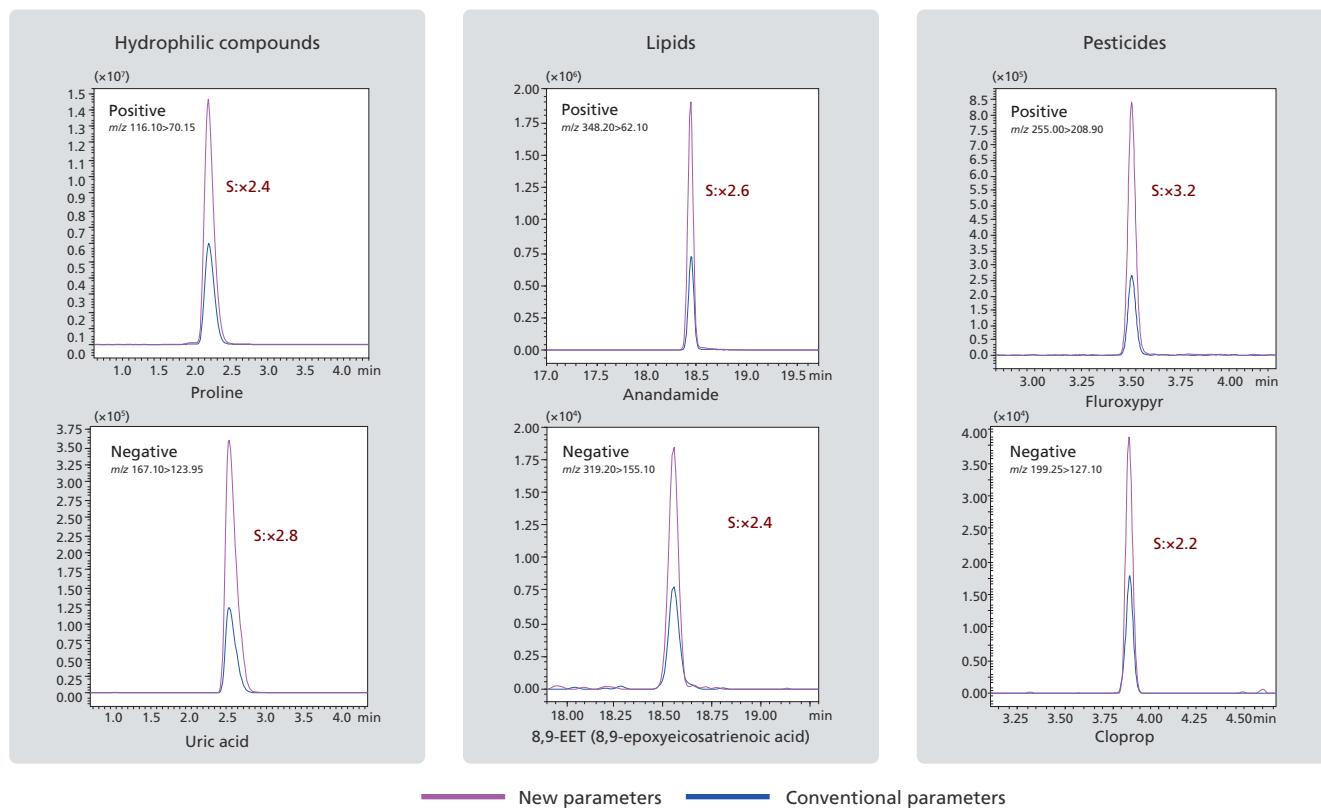 Hydrophilic compounds
(×10⁷)
1.5
1.4
1.3
1.2
1.1
1.0
0.9
0.8
0.7
0.6
0.5
0.4
0.3
0.2
0.1
0.0
Positive
m/z 116.10>70.15
S:×2.4
1.0 1.5 2.0 2.5 3.0 3.5 4.0 min
Proline
(×10⁵)
3.75
3.50
3.25
3.00
2.75
2.50
2.25
2.00
1.75
1.50
1.25
1.00
0.75
0.50
0.25
0.00
Negative
m/z 167.10>123.95
S:×2.8
1.0 1.5 2.0 2.5 3.0 3.5 4.0 min
Uric acid
Lipids
(×10⁶)
2.00
1.75
1.50
1.25
1.00
0.75
0.50
0.25
0.00
Positive
m/z 348.20>62.10
S:×2.6
17.0 17.5 18.0 18.5 19.0 19.5 min
Anandamide
(×10⁴)
2.00
1.75
1.50
1.25
1.00
0.75
0.50
0.25
0.00
Negative
m/z 319.20>155.10
S:×2.4
18.00 18.25 18.50 18.75 19.00 min
8,9-EET (8,9-epoxyeicosatrienoic acid)
Pesticides
(×10⁵)
8.5
8.0
7.5
7.0
6.5
6.0
5.5
5.0
4.5
4.0
3.5
3.0
2.5
2.0
1.5
1.0
0.5
0.0
Positive
m/z 255.00>208.90
S:×3.2
3.00 3.25 3.50 3.75 4.00 min
Fluroxypyr
(×10⁴)
4.00
3.50
3.00
2.50
2.00
1.00
0.50
0.00
Negative
m/z 199.25>127.10
S:×2.2
3.25 3.50 3.75 4.00 4.25 4.50 min
Cloprop
New parameters
Conventional parameters